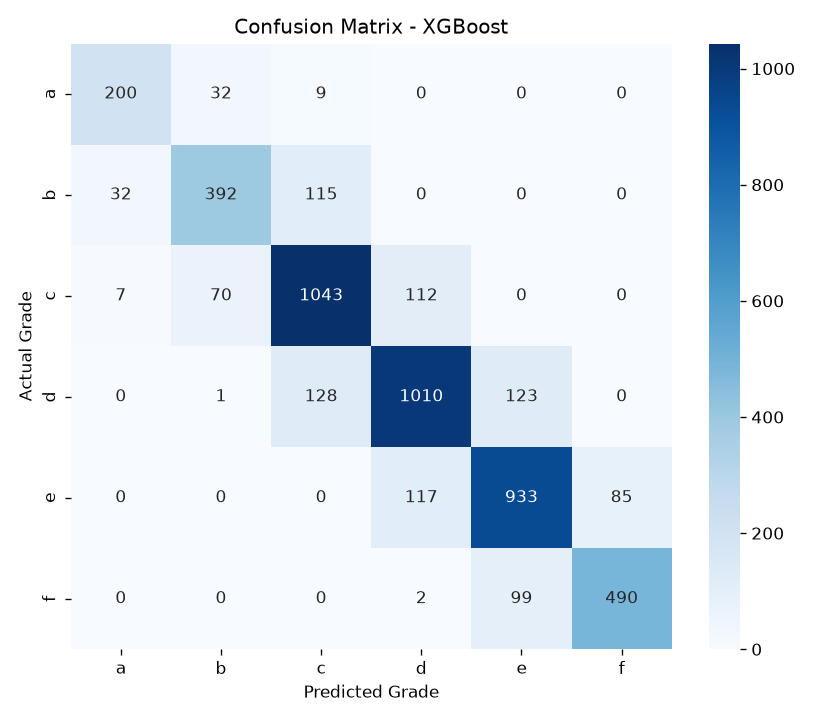 Confusion Matrix - XGBoost
Actual Grade
a 200 32 9 0 0 0
b 32 392 115 0 0 0
c 7 70 1043 112 0 0
d 0 1 128 1010 123 0
e 0 0 0 117 933 85
f 0 0 0 2 99 490
a b c d e f
Predicted Grade
1000
800
600
400
200
0